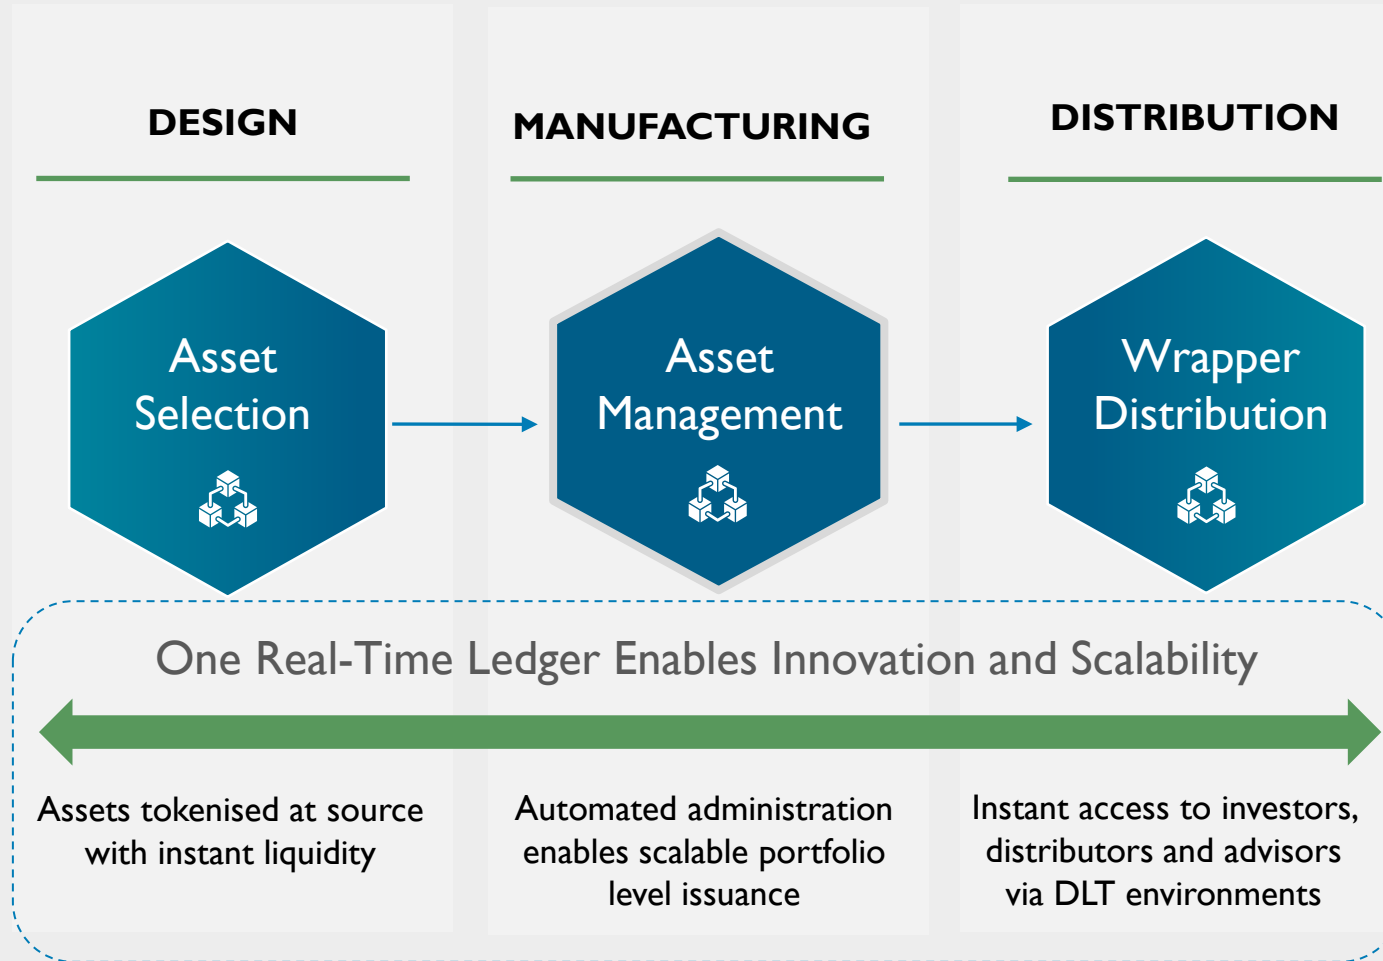 DESIGN
MANUFACTURING
DISTRIBUTION
Asset
Selection
Asset
Management
Wrapper
Distribution
One Real-Time Ledger Enables Innovation and Scalability
Assets tokenised at source
with instant liquidity
Automated administration
enables scalable portfolio
level issuance
Instant access to investors,
distributors and advisors
via DLT environments